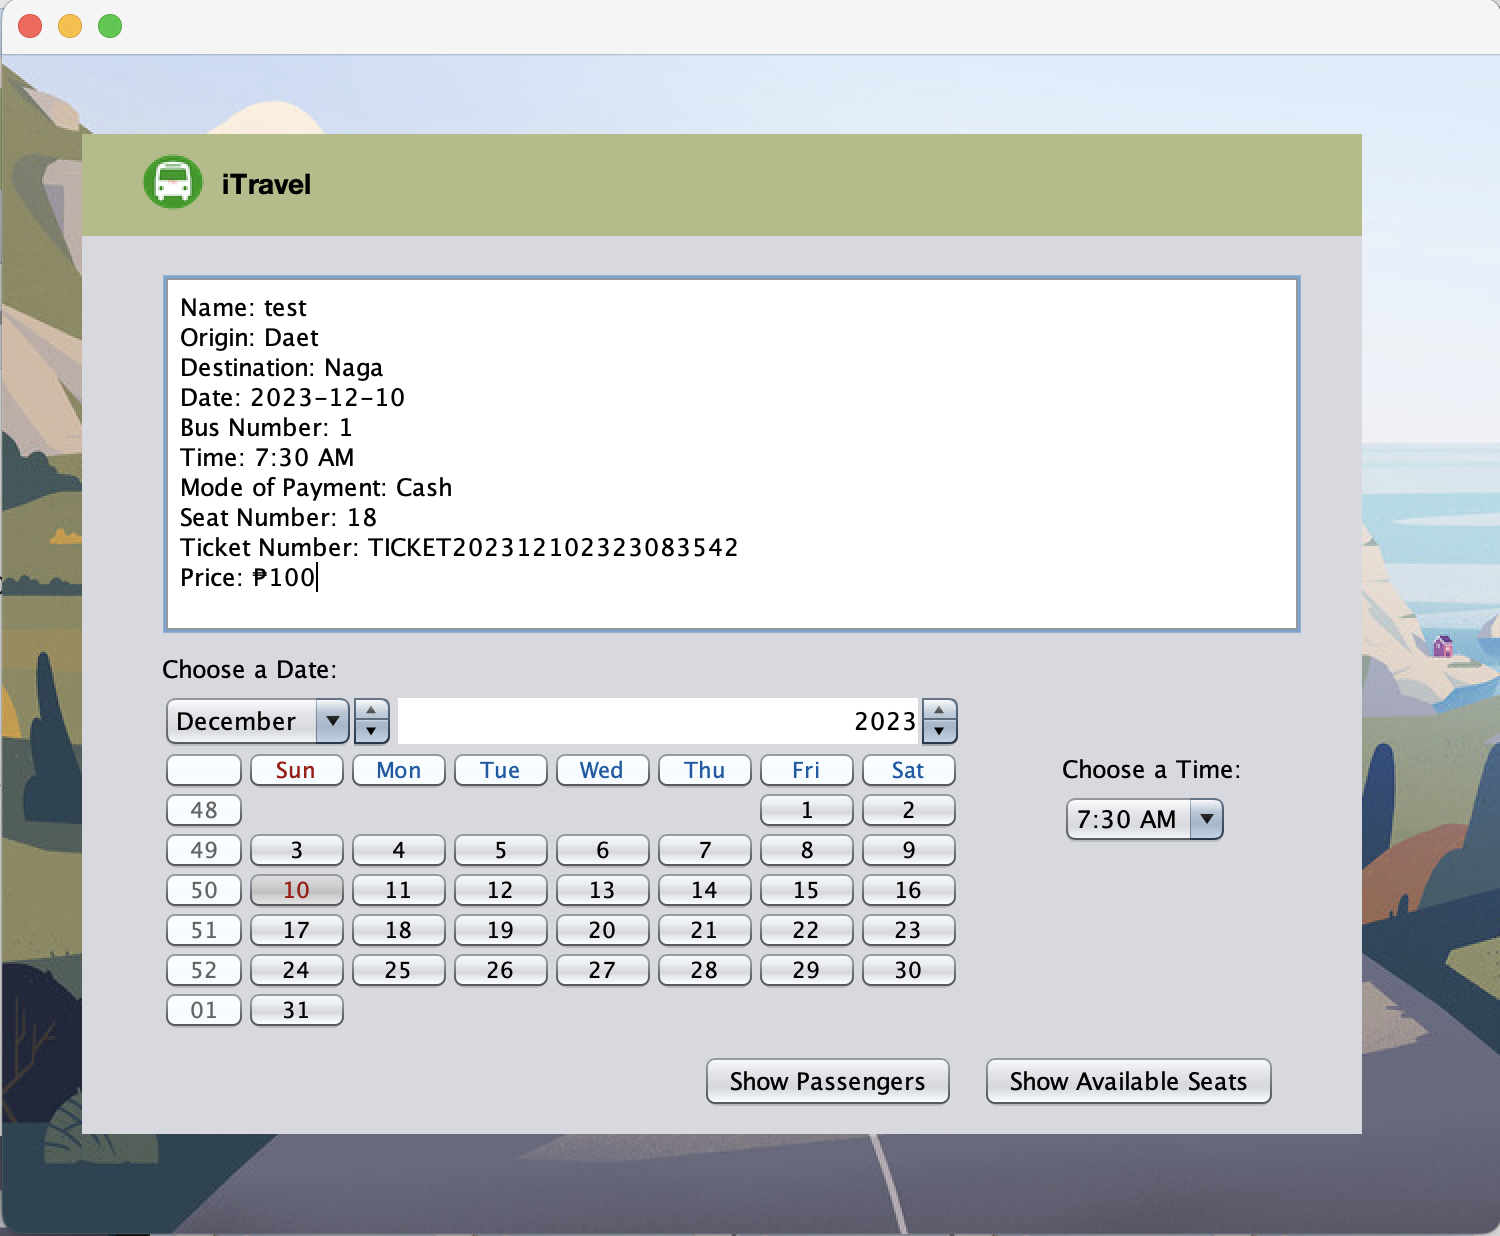 iTravel
Name: test
Origin: Daet
Destination: Naga
Date: 2023-12-10
Bus Number: 1
Time: 7:30 AM
Mode of Payment: Cash
Seat Number: 18
Ticket Number: TICKET202312102323083542
Price: ₱100
Choose a Date:
December 2023
Sun Mon Tue Wed Thu Fri Sat
48 1 2
49 3 4 5 6 7 8 9
50 10 11 12 13 14 15 16
51 17 18 19 20 21 22 23
52 24 25 26 27 28 29 30
01 31
Choose a Time:
7:30 AM
Show Passengers Show Available Seats